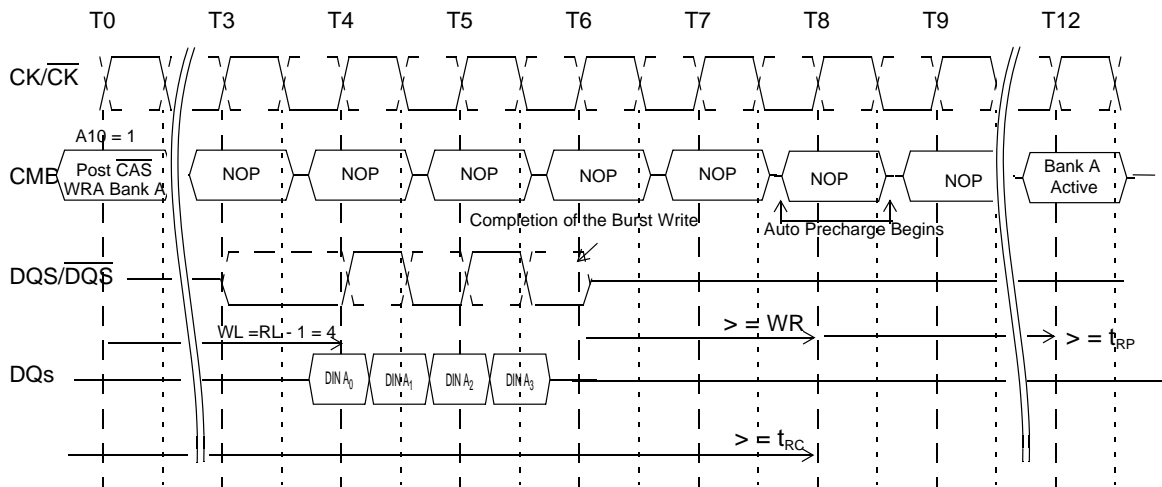 T0 T3 T4 T5 T6 T7 T8 T9 T12
CK/CK
A10 = 1
CMD Post CAS WRA Bank A NOP NOP NOP NOP NOP NOP NOP Bank A Active
Completion of the Burst Write
Auto Precharge Begins
DQS/DQS
WL =RL - 1 = 4
> = WR
> = tRP
DQs DIN A0 DIN A1 DIN A2 DIN A3
> = tRC